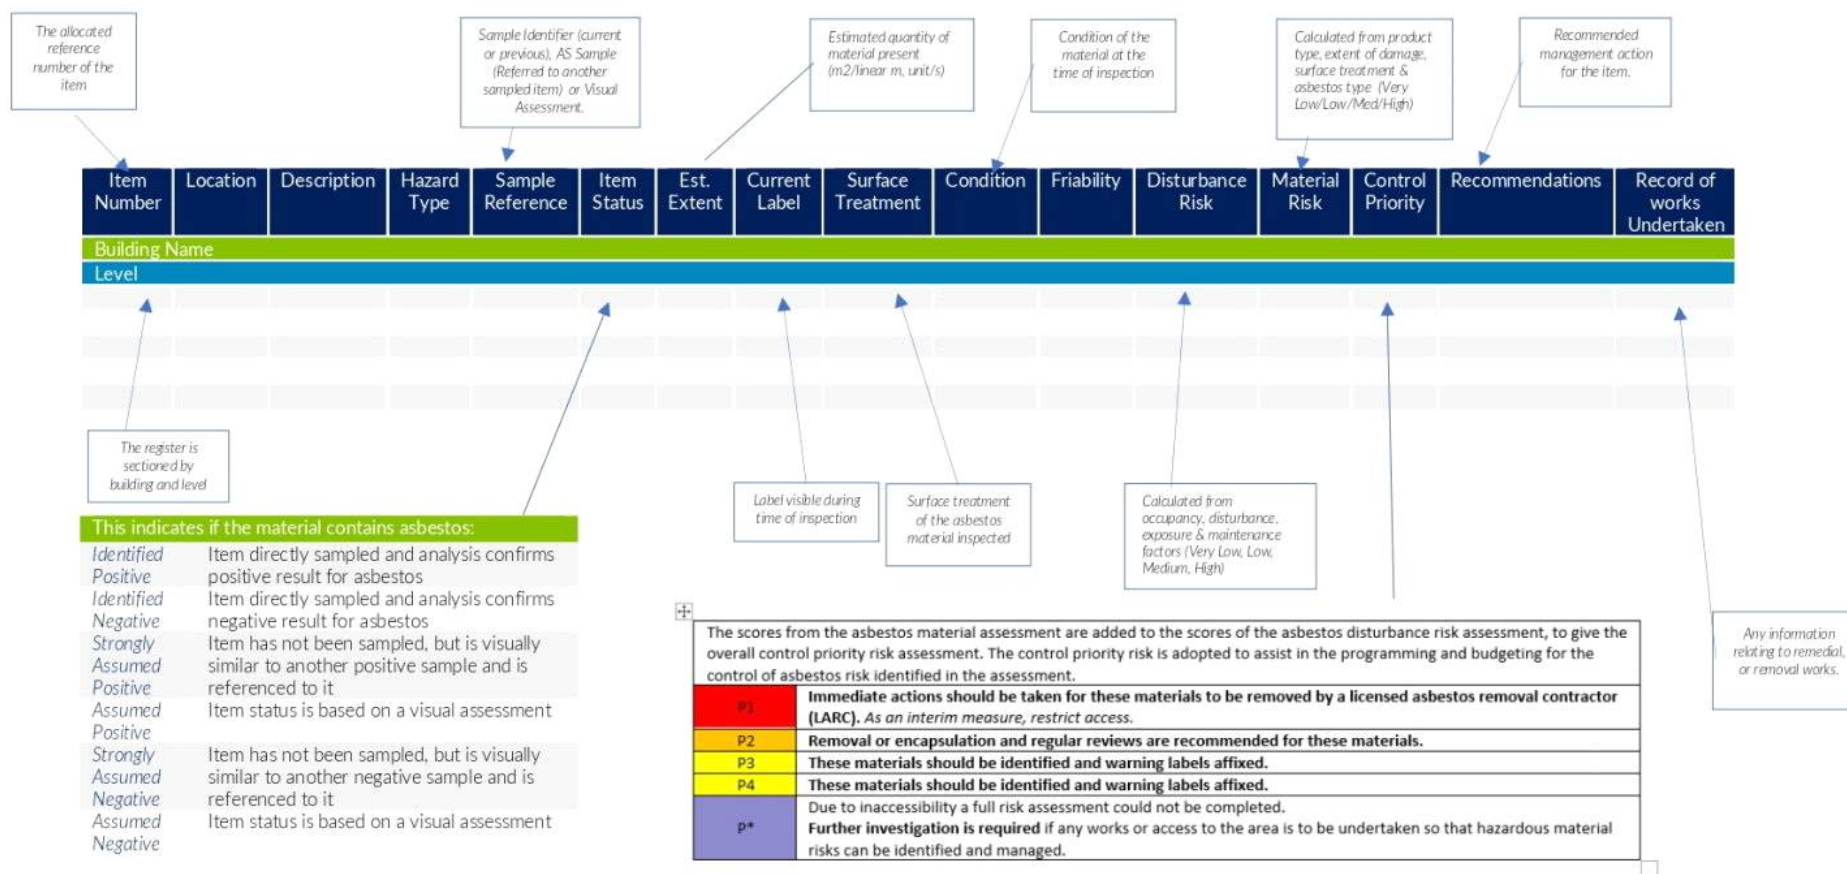 The allocated
reference
number of the
item
Sample Identifier (current
or previous), AS Sample
(Referred to another
sampled item) or Visual
Assessment.
Estimated quantity of
material present
(m2/linear m, unit/s)
Condition of the
material at the
time of inspection
Calculated from product
type, extent of damage,
surface treatment &
asbestos type (Very
Low/Low/Med/High)
Recommended
management action
for the item.
Item
Number
Location
Description
Hazard
Type
Sample
Reference
Item
Status
Est.
Extent
Current
Label
Surface
Treatment
Condition
Friability
Disturbance
Risk
Material
Risk
Control
Priority
Recommendations
Record of
works
Undertaken
Building Name
Level
The register is
sectioned by
building and level
Label visible during
time of inspection
Surface treatment
of the asbestos
material inspected
Calculated from
occupancy, disturbance,
exposure & maintenance
factors (Very Low, Low,
Medium, High)
Any information
relating to remedial,
or removal works.
This indicates if the material contains asbestos:
Identified Item directly sampled and analysis confirms
Positive positive result for asbestos
Identified Item directly sampled and analysis confirms
Negative negative result for asbestos
Strongly Item has not been sampled, but is visually
Assumed similar to another positive sample and is
Positive referenced to it
Assumed Item status is based on a visual assessment
Positive
Strongly Item has not been sampled, but is visually
Assumed similar to another negative sample and is
Negative referenced to it
Assumed Item status is based on a visual assessment
Negative
The scores from the asbestos material assessment are added to the scores of the asbestos disturbance risk assessment, to give the
overall control priority risk assessment. The control priority risk is adopted to assist in the programming and budgeting for the
control of asbestos risk identified in the assessment.
P1 Immediate actions should be taken for these materials to be removed by a licensed asbestos removal contractor
(LARC). As an interim measure, restrict access.
P2 Removal or encapsulation and regular reviews are recommended for these materials.
P3 These materials should be identified and warning labels affixed.
P4 These materials should be identified and warning labels affixed.
Due to inaccessibility a full risk assessment could not be completed.
P* Further investigation is required if any works or access to the area is to be undertaken so that hazardous material
risks can be identified and managed.